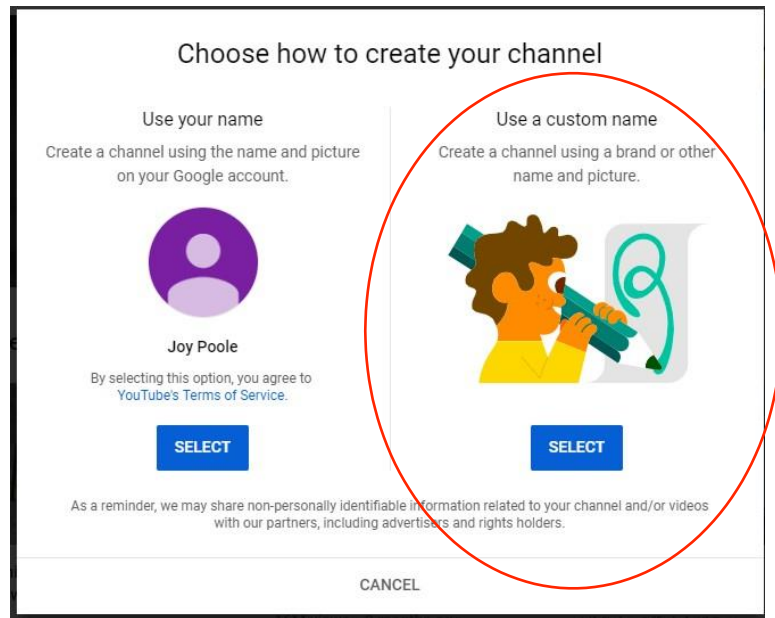 Choose how to create your channel
Use your name
Create a channel using the name and picture
on your Google account.
Joy Poole
By selecting this option, you agree to
YouTube's Terms of Service.
SELECT
Use a custom name
Create a channel using a brand or other
name and picture.
SELECT
As a reminder, we may share non-personally identifiable information related to your channel and/or videos
with our partners, including advertisers and rights holders.
CANCEL